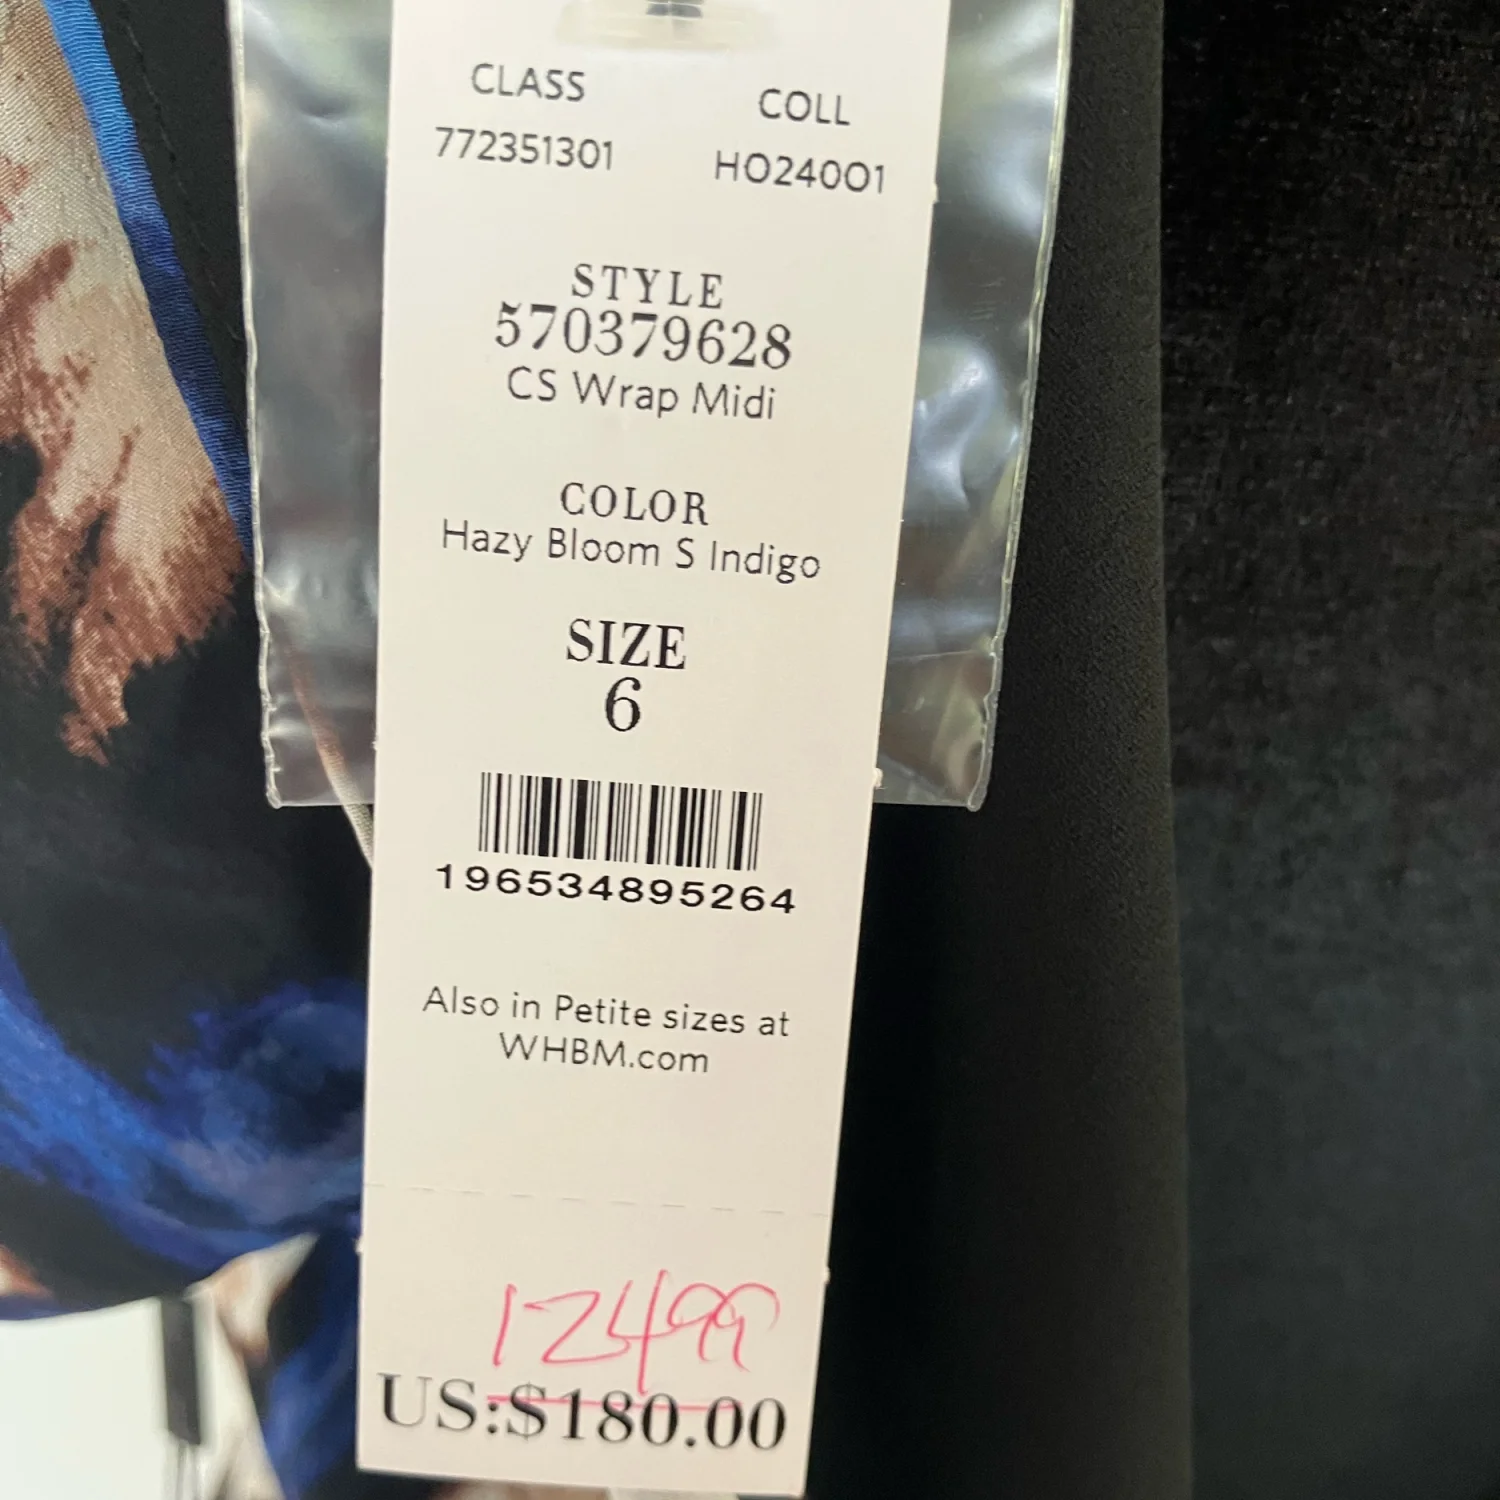 CLASS COLL
772351301 HO24001
STYLE
570379628
CS Wrap Midi
COLOR
Hazy Bloom S Indigo
SIZE
6
196534895264
Also in Petite sizes at
WHBM.com
12499
US:$180.00